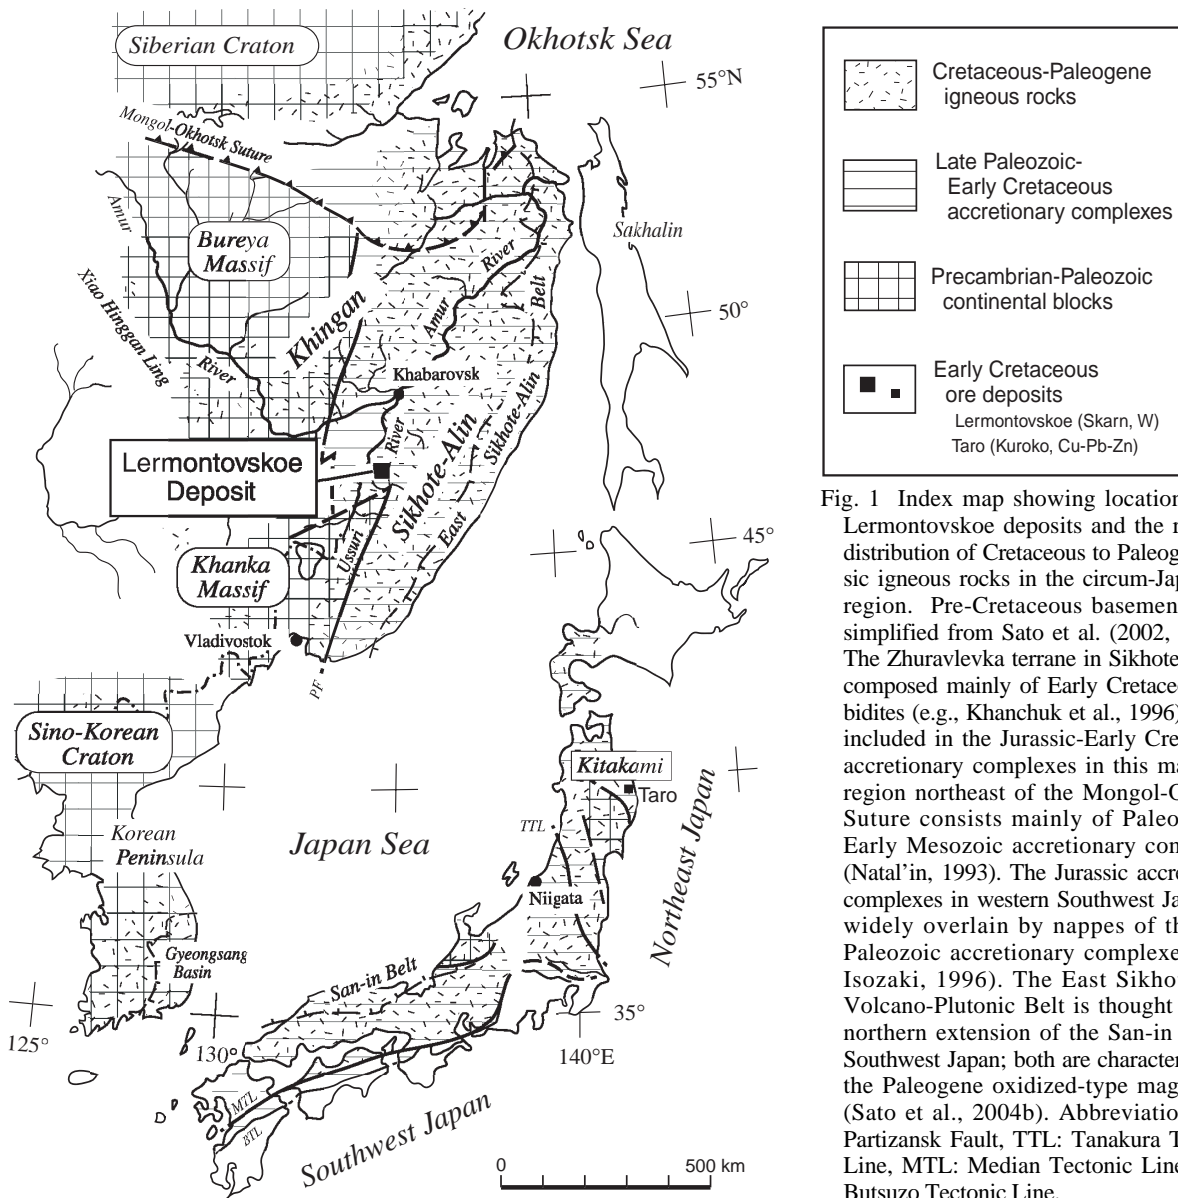 Siberian Craton
Okhotsk Sea
55°N
Mongol-Okhotsk Suture
Amur
Bureya
Massif
Sakhalin
River
Belt
Xiao Hinggan Ling
Khingan
Amur
50°
River
Khabarovsk
Sikhote-Alin
River
Lermontovskoe
Deposit
Sikhote-Alin
East
Ussuri
45°
Khanka
Massif
Vladivostok
PF
Sino-Korean
Craton
Kitakami
Taro
Korean
Peninsula
Japan Sea
TTL
Northeast Japan
Niigata
Gyeongsang
Basin
San-in Belt
35°
125°
130°
140°E
MTL
BTL
Southwest Japan
0 500 km
Cretaceous-Paleogene
igneous rocks
Late Paleozoic-
Early Cretaceous
accretionary complexes
Precambrian-Paleozoic
continental blocks
Early Cretaceous
ore deposits
Lermontovskoe (Skarn, W)
Taro (Kuroko, Cu-Pb-Zn)
Fig. 1 Index map showing location
Lermontovskoe deposits and the r
distribution of Cretaceous to Paleog
sic igneous rocks in the circum-Jap
region. Pre-Cretaceous basemen
simplified from Sato et al. (2002,
The Zhuravlevka terrane in Sikhote
composed mainly of Early Cretaceo
bidites (e.g., Khanchuk et al., 1996)
included in the Jurassic-Early Cre
accretionary complexes in this ma
region northeast of the Mongol-O
Suture consists mainly of Paleo
Early Mesozoic accretionary con
(Natal'in, 1993). The Jurassic accre
complexes in western Southwest Ja
widely overlain by nappes of th
Paleozoic accretionary complexe
Isozaki, 1996). The East Sikho
Volcano-Plutonic Belt is thought
northern extension of the San-in
Southwest Japan; both are character
the Paleogene oxidized-type mag
(Sato et al., 2004b). Abbreviatio
Partizansk Fault, TTL: Tanakura T
Line, MTL: Median Tectonic Line
Butsuzo Tectonic Line.